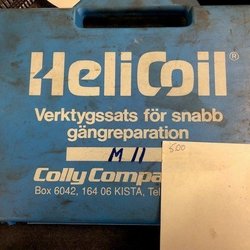 HeliCoil®
Verktygssats för snabb
gängreparation
M 11
Colly Compa
Box 6042, 164 06 KISTA, Tel
500